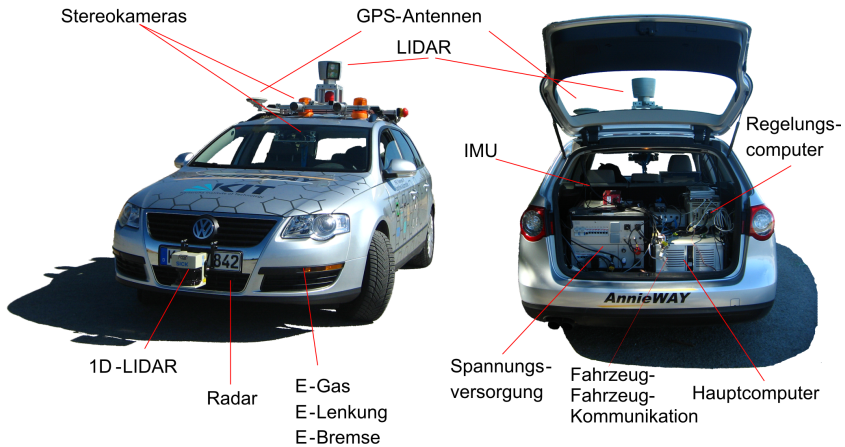 Stereokameras
GPS-Antennen
LIDAR
IMU
Regelungs-
computer
KIT
842
AnnieWAY
1D-LIDAR
Radar
E-Gas
E-Lenkung
E-Bremse
Spannungs-
versorgung
Fahrzeug-
Fahrzeug-
Kommunikation
Hauptcomputer